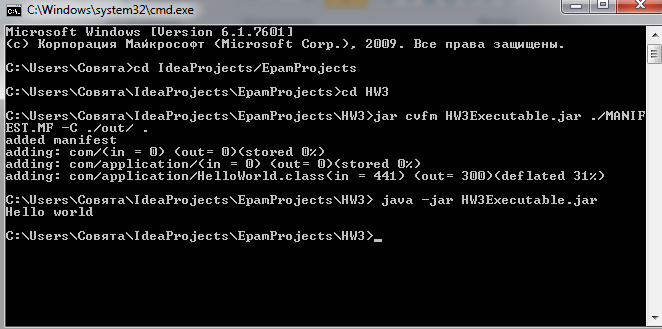 C:\Windows\system32\cmd.exe
Microsoft Windows [Version 6.1.7601]
(c) Корпорация Майкрософт (Microsoft Corp.), 2009. Все права защищены.
C:\Users\Совята>cd IdeaProjects/EpamProjects
C:\Users\Совята\IdeaProjects\EpamProjects>cd HW3
C:\Users\Совята\IdeaProjects\EpamProjects\HW3>jar cvfm HW3Executable.jar ./MANIF
EST.MF -C ./out/ .
added manifest
adding: com/(in = 0) (out= 0)(stored 0%)
adding: com/application/(in = 0) (out= 0)(stored 0%)
adding: com/application/HelloWorld.class(in = 441) (out= 300)(deflated 31%)
C:\Users\Совята\IdeaProjects\EpamProjects\HW3> java -jar HW3Executable.jar
Hello world
C:\Users\Совята\IdeaProjects\EpamProjects\HW3>